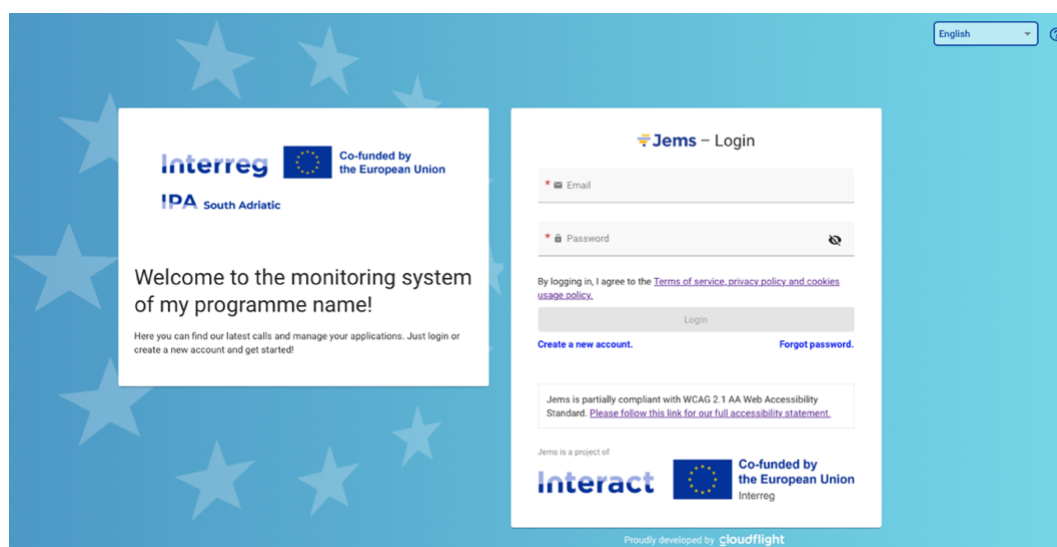 English
Interreg
Co-funded by
the European Union
IPA South Adriatic
Welcome to the monitoring system
of my programme name!
Here you can find our latest calls and manage your applications. Just login or
create a new account and get started!
Jems – Login
* Email
* Password
By logging in, I agree to the Terms of service, privacy policy and cookies
usage policy.
Login
Create a new account. Forgot password.
Jems is partially compliant with WCAG 2.1 AA Web Accessibility
Standard. Please follow this link for our full accessibility statement.
Jems is a project of
Interact
Co-funded by
the European Union
Interreg
Proudly developed by cloudflight